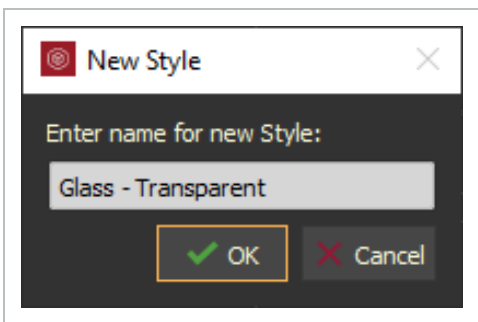 New Style
Enter name for new Style:
Glass - Transparent
OK
Cancel